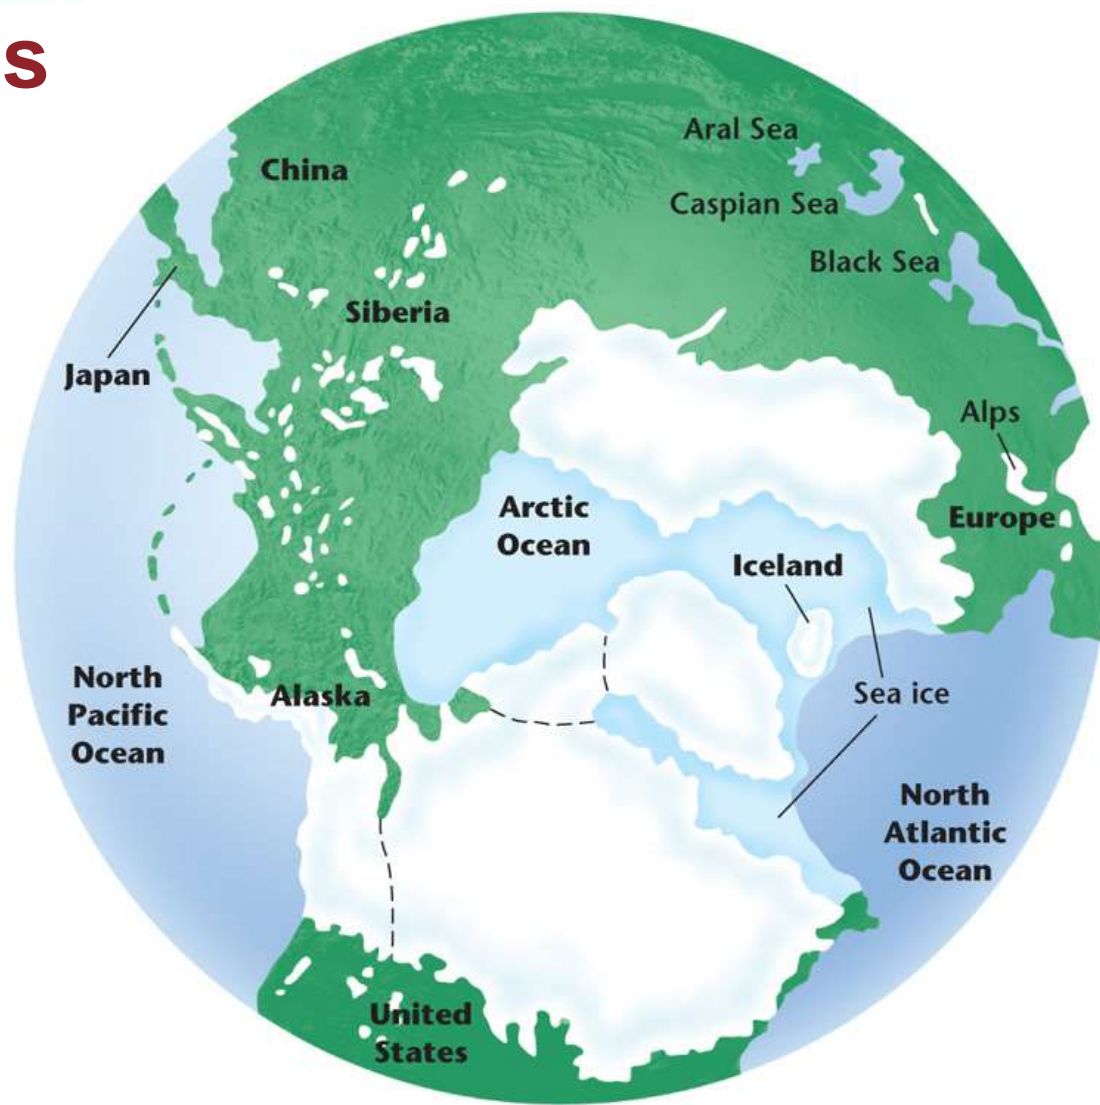 s
Aral Sea
China
Caspian Sea
Black Sea
Siberia
Japan
Alps
Arctic
Ocean
Europe
Iceland
North
Pacific
Ocean
Alaska
Sea ice
North
Atlantic
Ocean
United
States